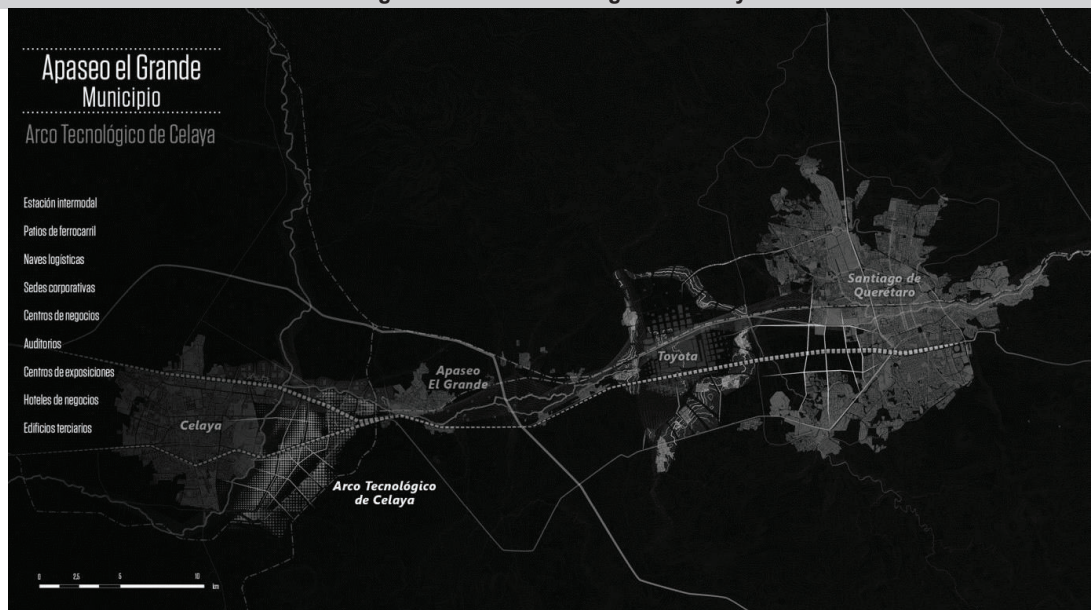 Apaseo el Grande
Municipio
Arco Tecnológico de Celaya
Estación intermodal
Patios de ferrocarril
Naves logísticas
Sedes corporativas
Centros de negocios
Auditorios
Centros de exposiciones
Hoteles de negocios
Edificios terciarios
Santiago de
Querétaro
Toyota
Apaseo
El Grande
Celaya
Arco Tecnológico
de Celaya
0 2,5 5 10
km